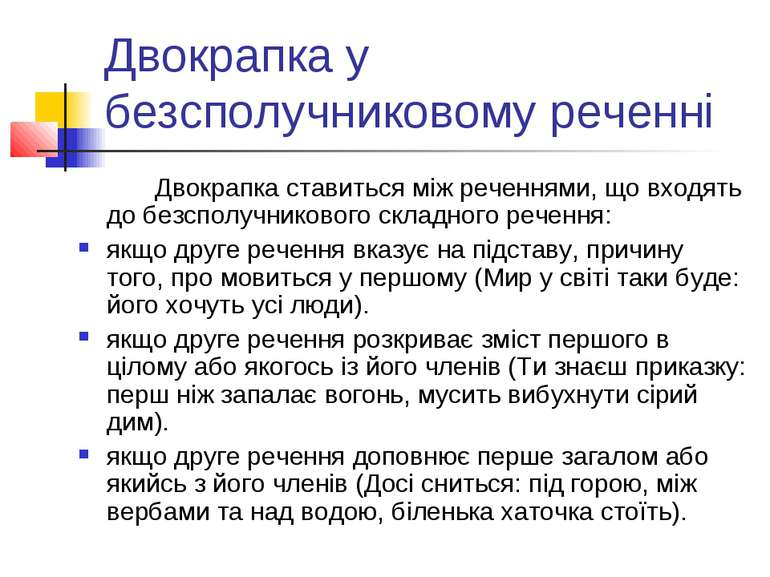 Двокрапка у
безсполучниковому реченні
Двокрапка ставиться між реченнями, що входять
до безсполучникового складного речення:
якщо друге речення вказує на підставу, причину
того, про мовиться у першому (Мир у світі таки буде:
його хочуть усі люди).
якщо друге речення розкриває зміст першого в
цілому або якогось із його членів (Ти знаєш приказку:
перш ніж запалає вогонь, мусить вибухнути сірий
дим).
якщо друге речення доповнює перше загалом або
якийсь з його членів (Досі сниться: під горою, між
вербами та над водою, біленька хаточка стоїть).